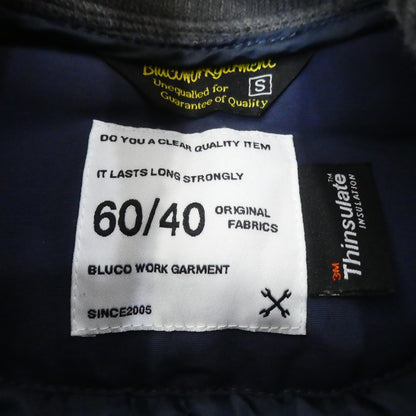 Blucoworkgarment
Unequalled for
Guarantee of Quality
S
DO YOU A CLEAR QUALITY ITEM
IT LASTS LONG STRONGLY
60/40 ORIGINAL
FABRICS
BLUCO WORK GARMENT
SINCE2005
3M
Thinsulate™
INSULATION